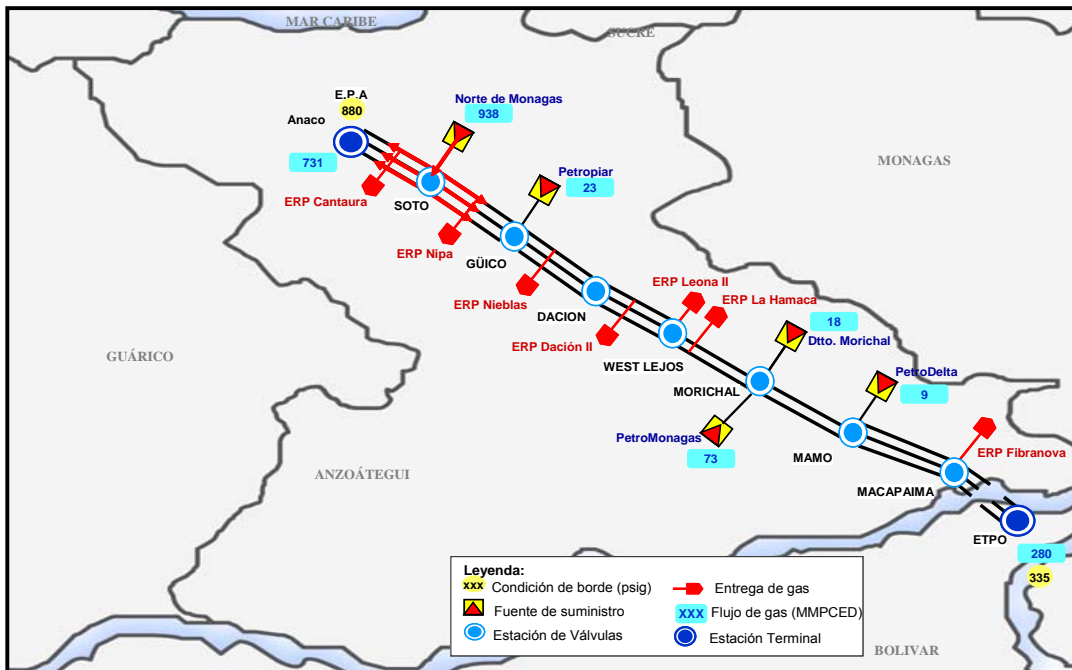 MAR CARIBE
SUCRE
E.P.A
880
Anaco
731
Norte de Monagas
938
MONAGAS
Petropiar
23
ERP Cantaura
SOTO
ERP Nipa
GÜICO
ERP Leona II
ERP La Hamaca
ERP Nieblas
DACION
18
Dtto. Morichal
ERP Dación II
GUÁRICO
WEST LEJOS
PetroDelta
9
MORICHAL
PetroMonagas
73
ERP Fibranova
MAMO
ANZOÁTEGUI
MACAPAIMA
ETPO
280
335
Leyenda:
xxx Condición de borde (psig)
Entrega de gas
Fuente de suministro
XXX Flujo de gas (MMPCED)
Estación de Válvulas
Estación Terminal
BOLIVAR